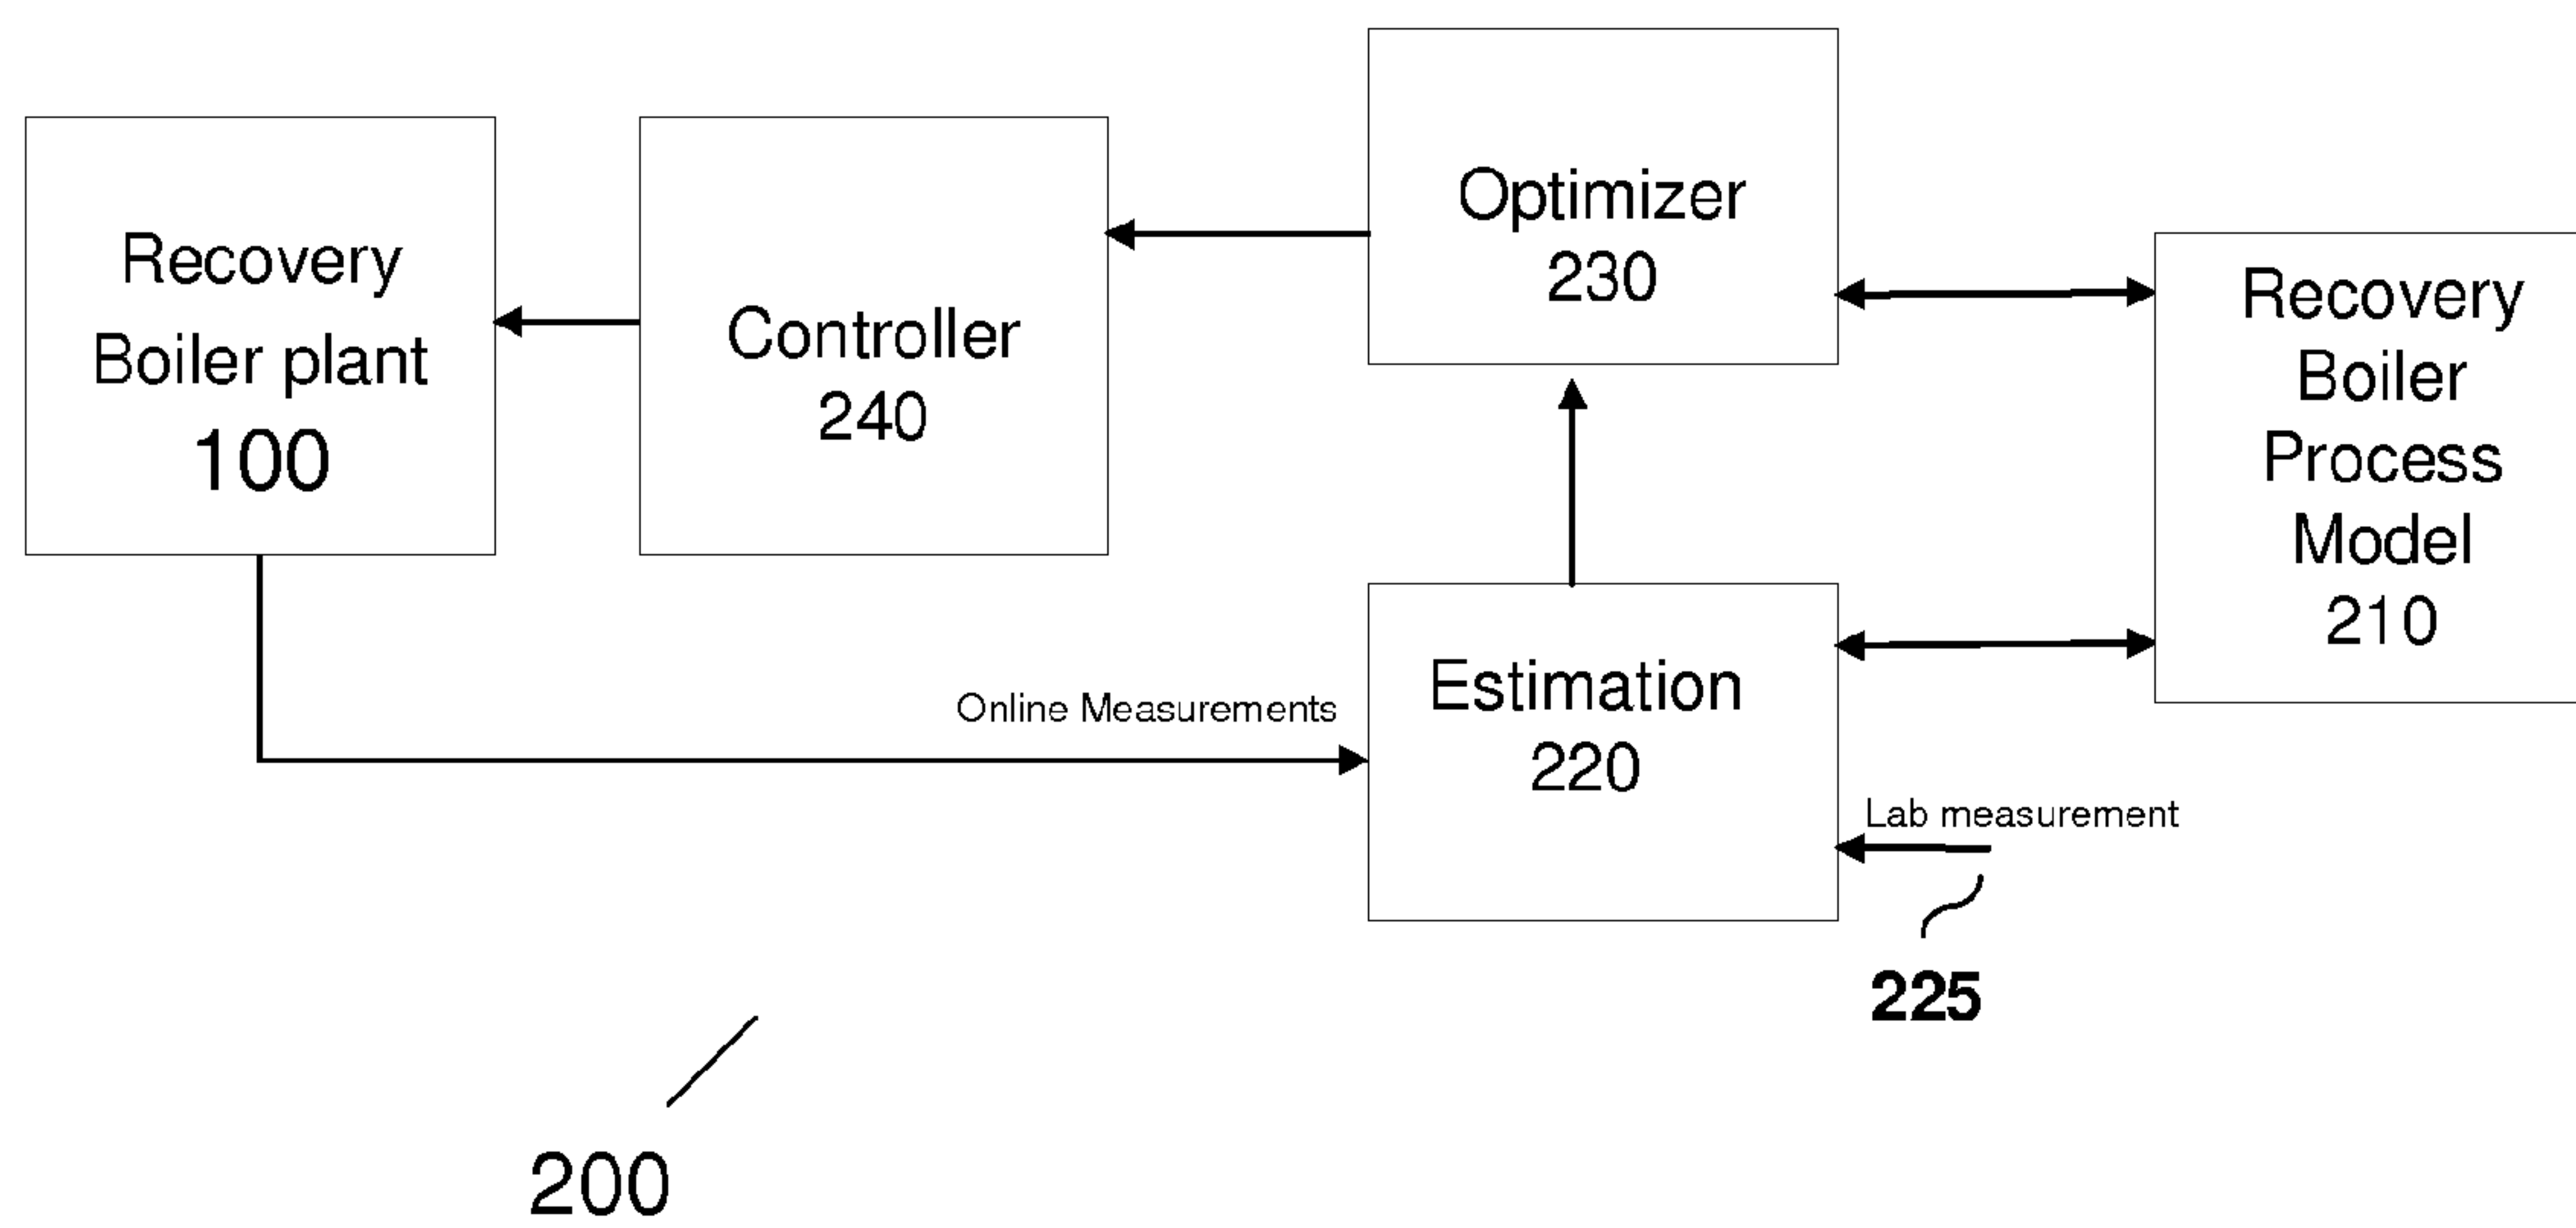 Recovery
Boiler plant
100
Controller
240
Optimizer
230
Recovery
Boiler
Process
Model
210
Online Measurements
Estimation
220
Lab measurement
225
200